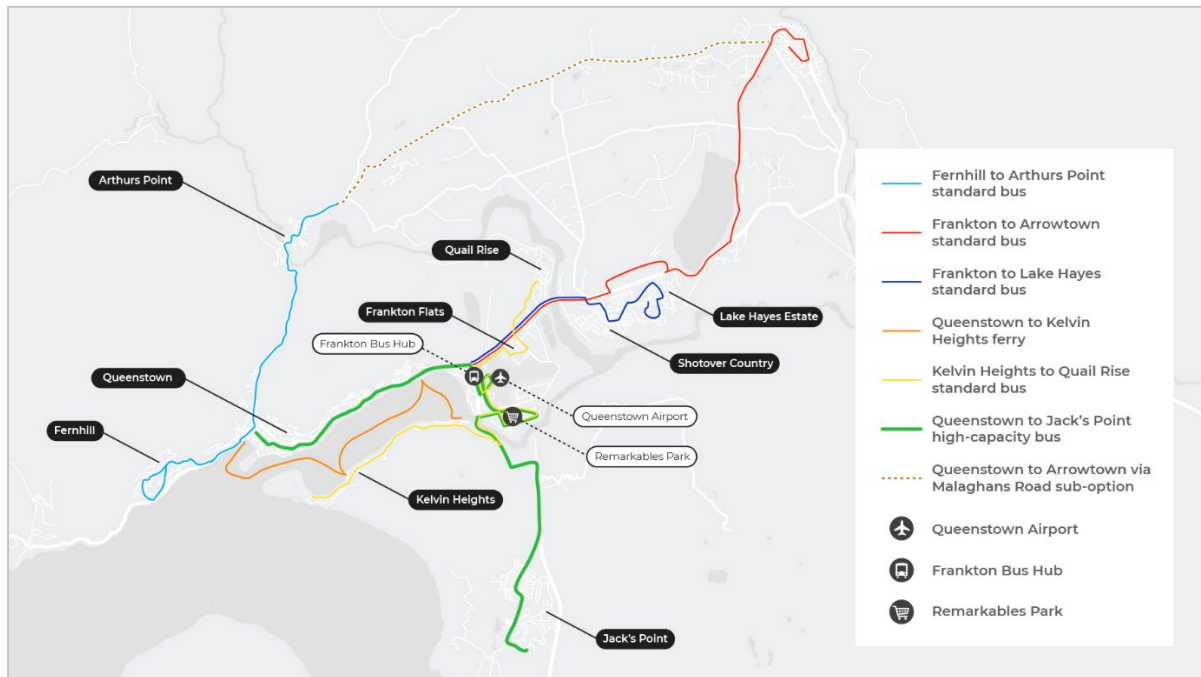 Arthurs Point
Quail Rise
Frankton Flats
Frankton Bus Hub
Lake Hayes Estate
Shotover Country
Queenstown
Queenstown Airport
Fernhill
Remarkables Park
Kelvin Heights
Jack's Point
Fernhill to Arthurs Point
standard bus
Frankton to Arrowtown
standard bus
Frankton to Lake Hayes
standard bus
Queenstown to Kelvin
Heights ferry
Kelvin Heights to Quail Rise
standard bus
Queenstown to Jack's Point
high-capacity bus
Queenstown to Arrowtown via
Malaghans Road sub-option
Queenstown Airport
Frankton Bus Hub
Remarkables Park